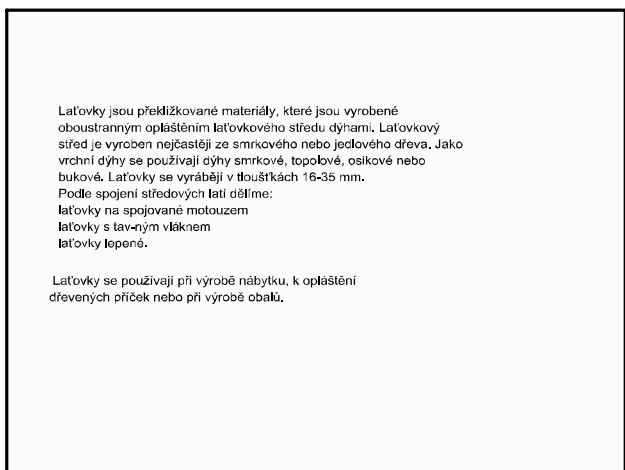 Laťovky jsou překližkované materiály, které jsou vyrobené
oboustranným opláštěním laťovkového středu dýhami. Laťovkový
střed je vyroben nejčastěji ze smrkového nebo jedlového dřeva. Jako
vrchní dýhy se používají dýhy smrkové, topolové, osikové nebo
bukové. Laťovky se vyrábějí v tloušťkách 16-35 mm.
Podle spojení středových latí dělíme:
laťovky na spojované motouzem
laťovky s tav-ným vláknem
laťovky lepené.
Laťovky se používají při výrobě nábytku, k opláštění
dřevených příček nebo při výrobě obalů.